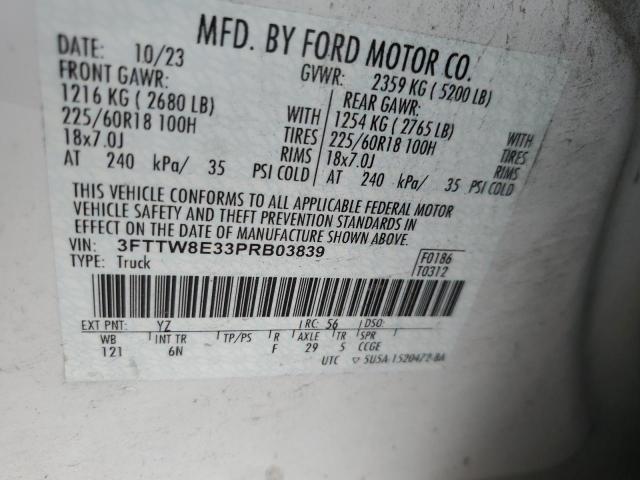 MFD. BY FORD MOTOR CO.
DATE: 10/23 GVWR: 2359 KG ( 5200 LB)
FRONT GAWR: REAR GAWR:
1216 KG ( 2680 LB) WITH 1254 KG ( 2765 LB) WITH
225/60R18 100H TIRES 225/60R18 100H TIRES
18x7.0J RIMS 18x7.0J RIMS
AT 240 kPa/ 35 PSI COLD AT 240 kPa/ 35 PSI COLD
THIS VEHICLE CONFORMS TO ALL APPLICABLE FEDERAL MOTOR
VEHICLE SAFETY AND THEFT PREVENTION STANDARDS IN
EFFECT ON THE DATE OF MANUFACTURE SHOWN ABOVE.
VIN: 3FTTW8E33PRB03839
TYPE: Truck
F0186
T0312
EXT PNT: YZ RC: 56 DSO:
WB INT TR TP/PS R AXLE TR SPR
121 6N F 29 5 CCGE
UTC ▽ 5U5A-1520472-BA